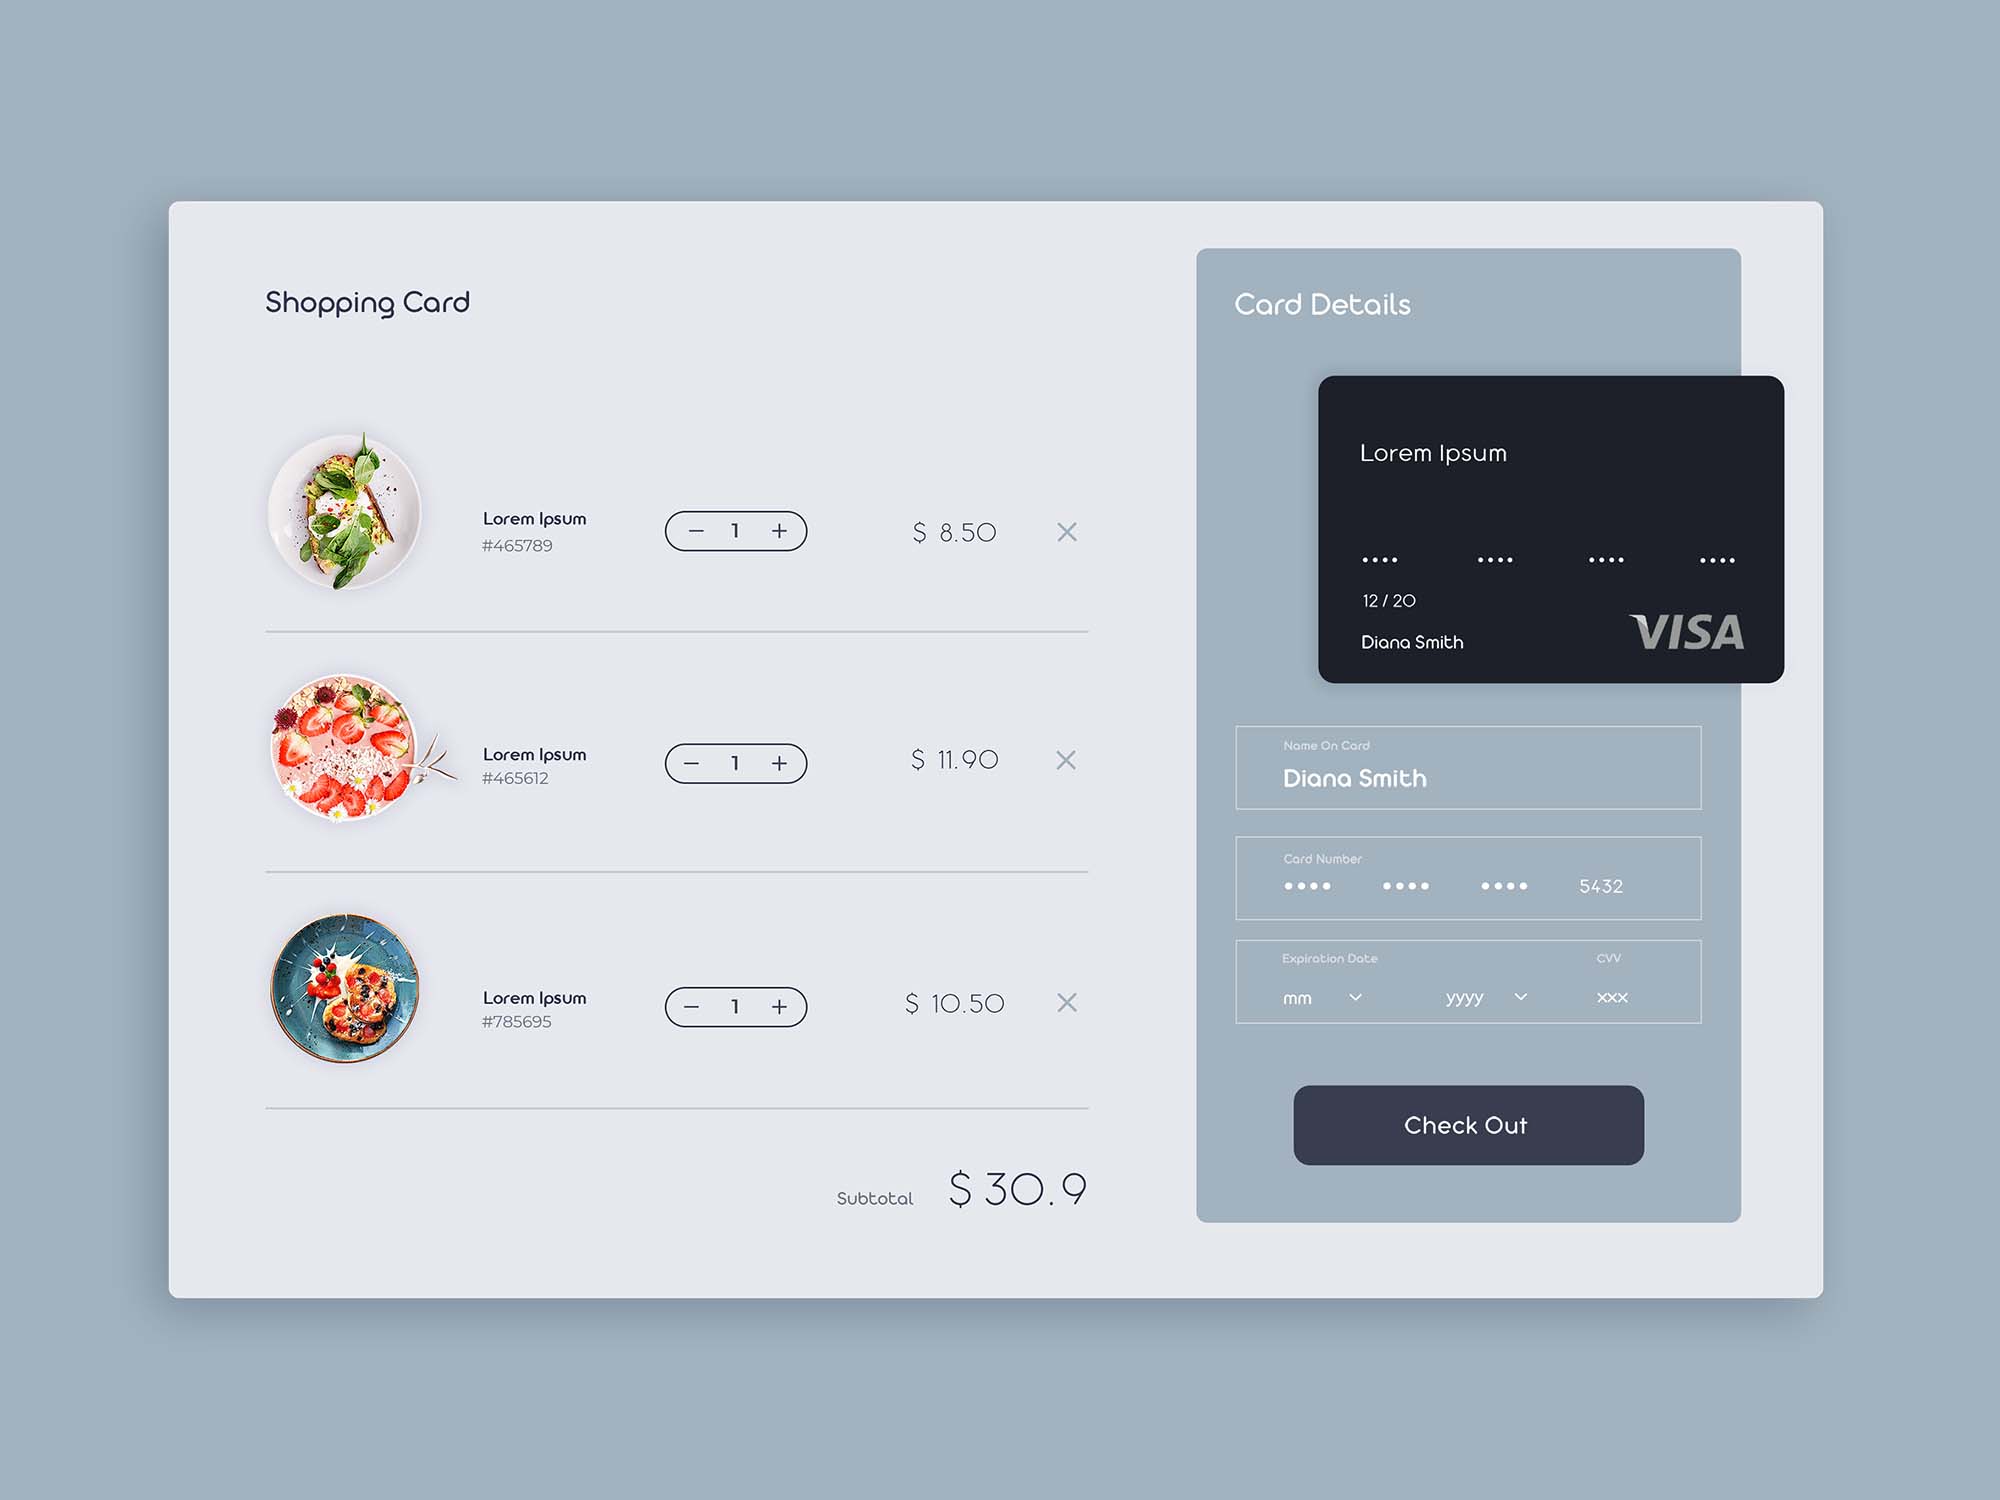 Shopping Card
Lorem Ipsum
#465789
1
$ 8.50
Lorem Ipsum
#465612
1
$ 11.90
Lorem Ipsum
#785695
1
$ 10.50
Subtotal $ 30.9
Card Details
Lorem Ipsum
12 / 20
Diana Smith
VISA
Name On Card
Diana Smith
Card Number
5432
Expiration Date CVV
mm yyyy xxx
Check Out